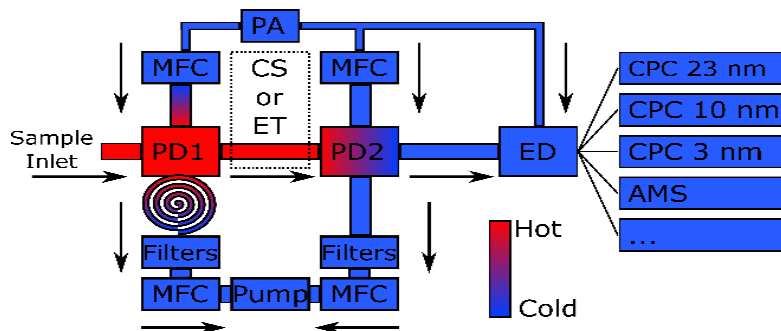 PA
MFC
CS
or
ET
MFC
CPC 23 nm
CPC 10 nm
Sample
Inlet
PD1
PD2
ED
CPC 3 nm
AMS
...
Hot
Filters
Filters
MFC
Pump
MFC
Cold